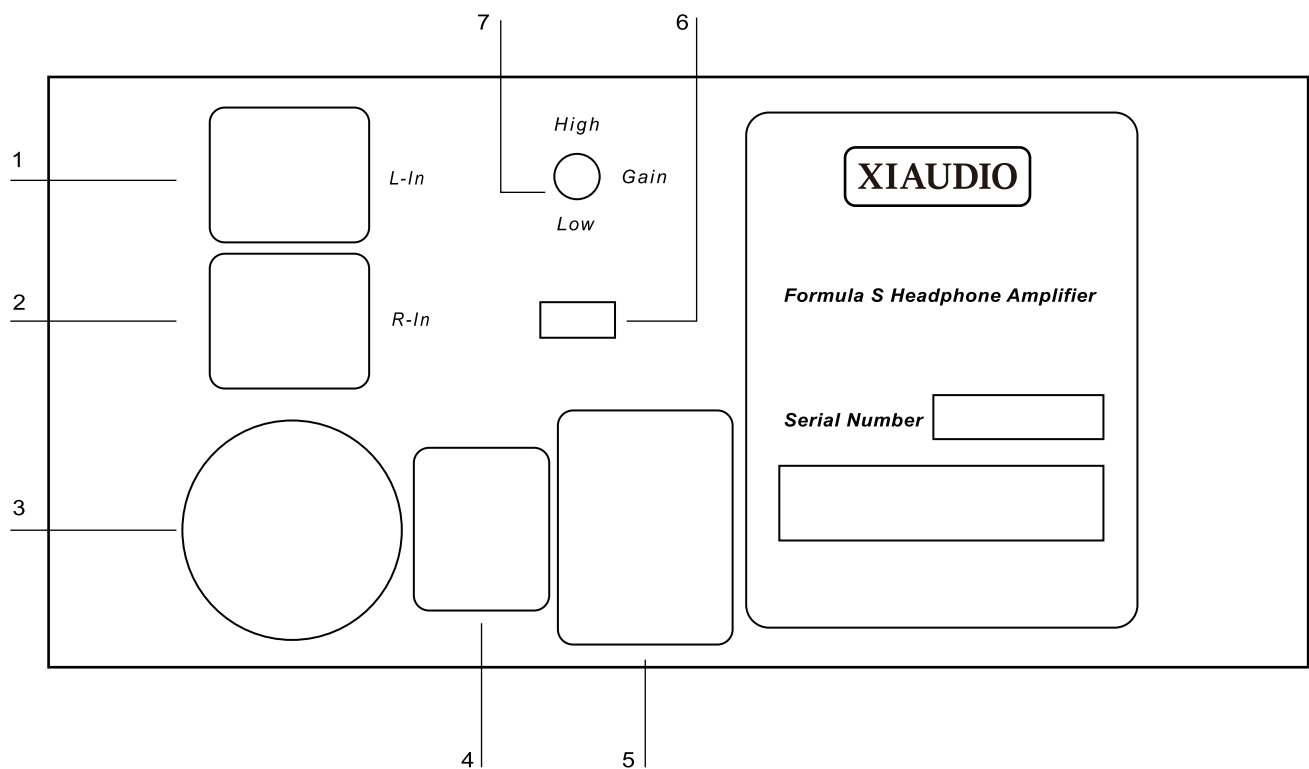 7
6
High
1
L-In
Gain
XIAUDIO
Low
2
R-In
Formula S Headphone Amplifier
Serial Number
3
4
5